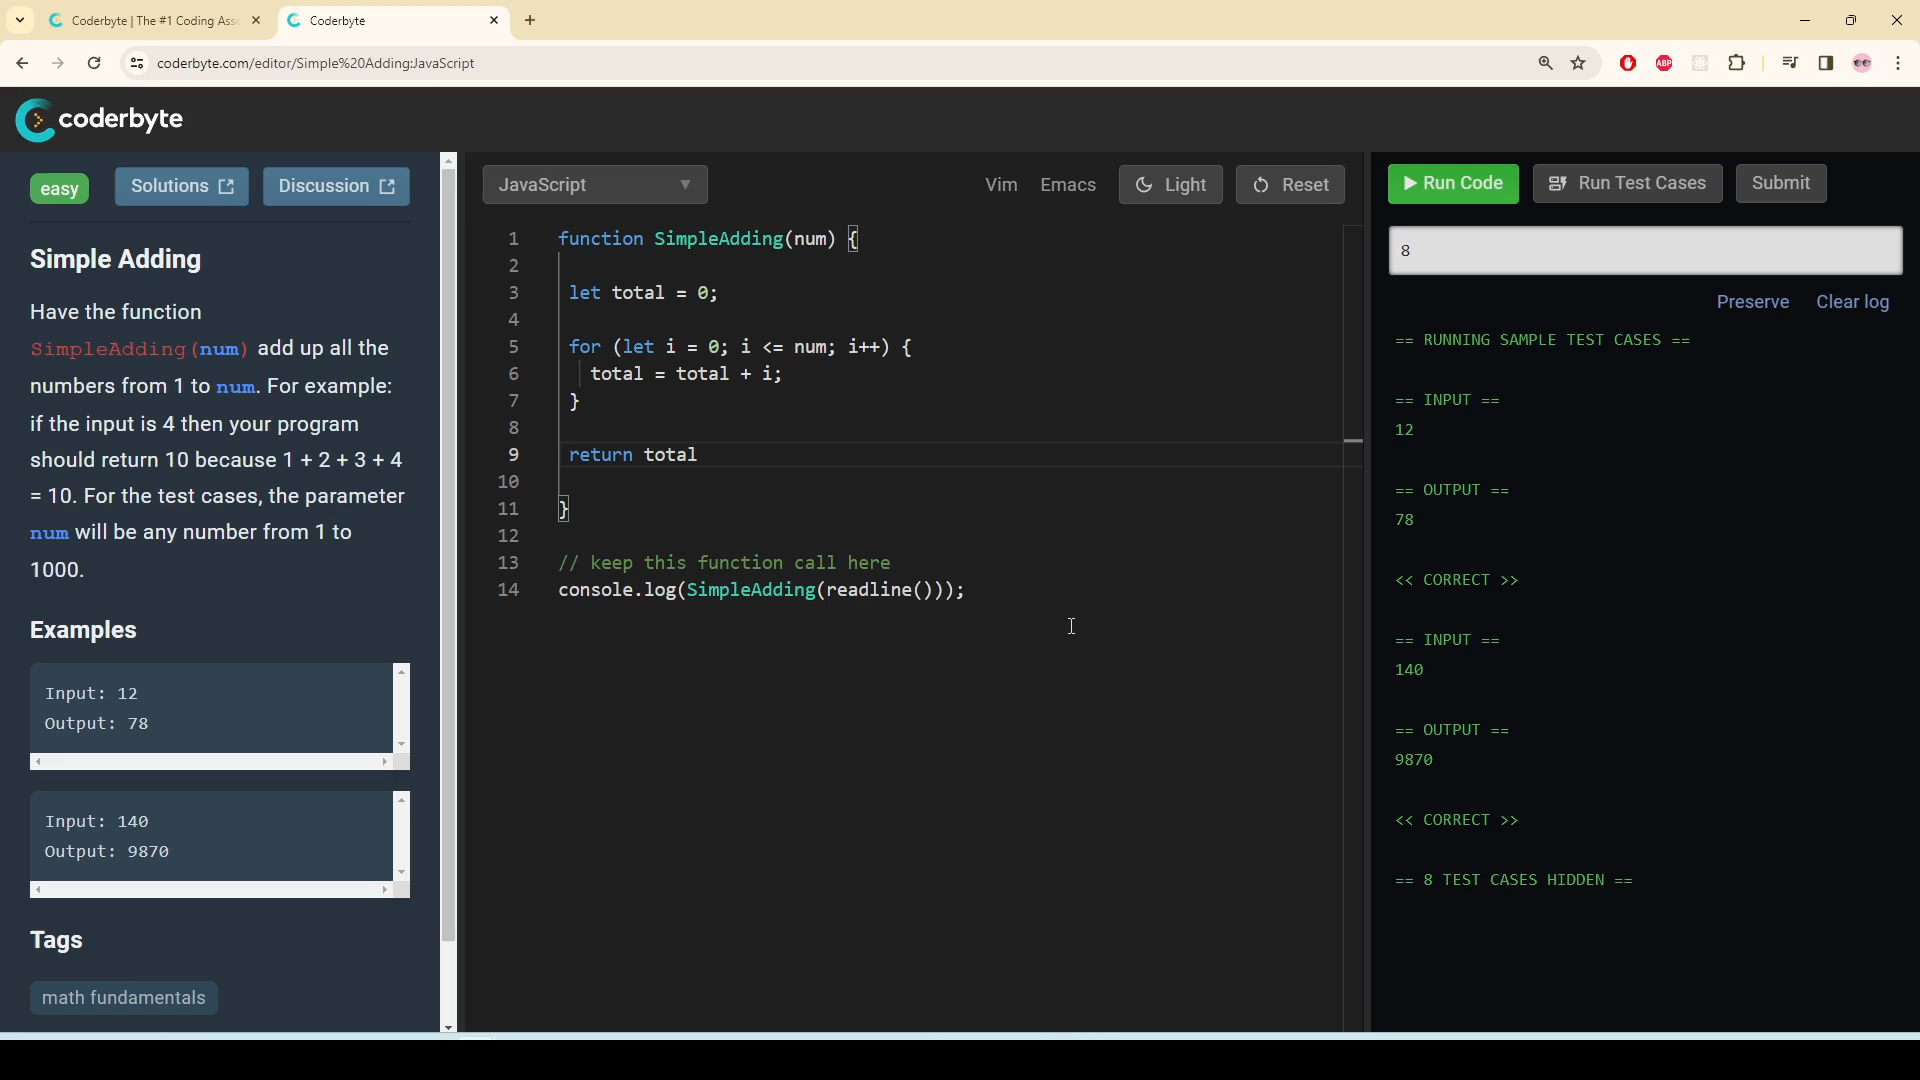 Coderbyte | The #1 Coding Ass
Coderbyte
coderbyte.com/editor/Simple%20Adding:JavaScript
ABP
coderbyte
easy
Solutions
Discussion
Simple Adding
Have the function
SimpleAdding(num) add up all the
numbers from 1 to num. For example:
if the input is 4 then your program
should return 10 because 1 + 2 + 3 + 4
= 10. For the test cases, the parameter
num will be any number from 1 to
1000.
Examples
Input: 12
Output: 78
Input: 140
Output: 9870
Tags
math fundamentals
JavaScript
Vim
Emacs
Light
Reset
1 function SimpleAdding(num) {
2
3 let total = 0;
4
5 for (let i = 0; i <= num; i++) {
6 total = total + i;
7 }
8
9 return total
10
11 }
12
13 // keep this function call here
14 console.log(SimpleAdding(readline()));
Run Code
Run Test Cases
Submit
8
Preserve
Clear log
== RUNNING SAMPLE TEST CASES ==
== INPUT ==
12
== OUTPUT ==
78
<< CORRECT >>
== INPUT ==
140
== OUTPUT ==
9870
<< CORRECT >>
== 8 TEST CASES HIDDEN ==